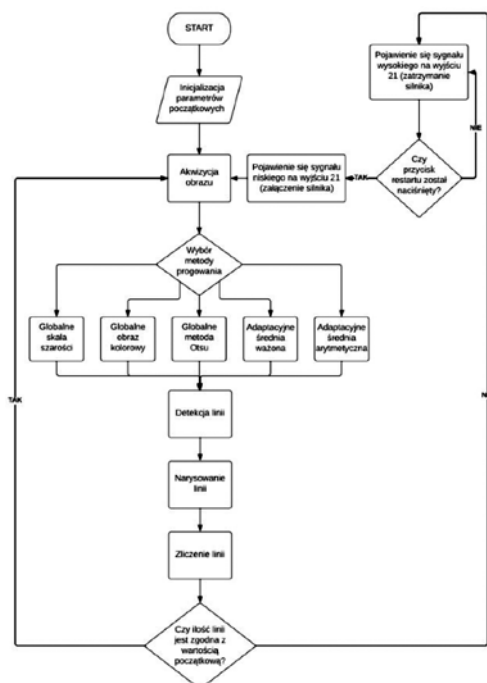 START
Inicjalizacja
parametrów
początkowych
Akwizycja
obrazu
Pojawienie się sygnału
niskiego na wyjściu 21
(załączenie silnika)
TAK
Czy
przycisk
restartu został
naciśnięty?
NIE
Pojawienie się sygnału
wysokiego na wyjściu
21 (zatrzymanie
silnika)
Wybór
metody
progowania
Globalne
skala
szarości
Globalne
obraz
kolorowy
Globalne
metoda
Otsu
Adaptacyjne
średnia
ważona
Adaptacyjne
średnia
arytmetyczna
TAK
Detekcja linii
Narysowanie
linii
Zliczenie linii
Czy ilość linii
jest zgodna z
wartością
początkową?